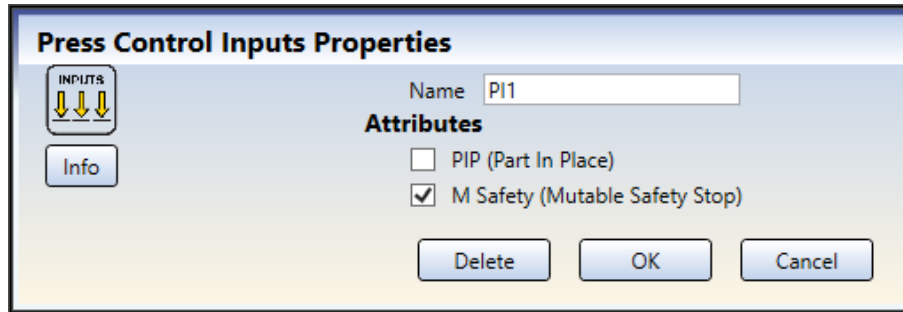 Press Control Inputs Properties
INPUTS
Name PI1
Attributes
Info
PIP (Part In Place)
M Safety (Mutable Safety Stop)
Delete OK Cancel